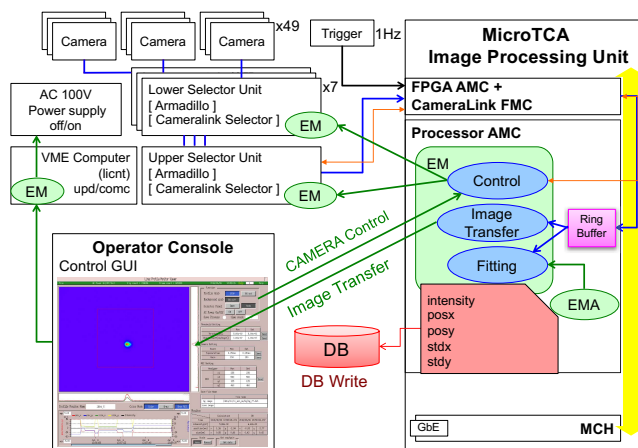 Camera
Camera
Camera
x49
Trigger
1Hz
MicroTCA
Image Processing Unit
AC 100V
Power supply
off/on
Lower Selector Unit
[ Armadillo ]
[ Cameralink Selector ]
x7
EM
FPGA AMC +
CameraLink FMC
VME Computer
(licnt)
upd/comc
EM
Upper Selector Unit
[ Armadillo ]
[ Cameralink Selector ]
EM
Processor AMC
EM
Control
Image
Transfer
Ring
Buffer
Fitting
EMA
CAMERA Control
Image Transfer
Operator Console
Control GUI
intensity
posx
posy
stdx
stdy
DB
DB Write
GbE
MCH